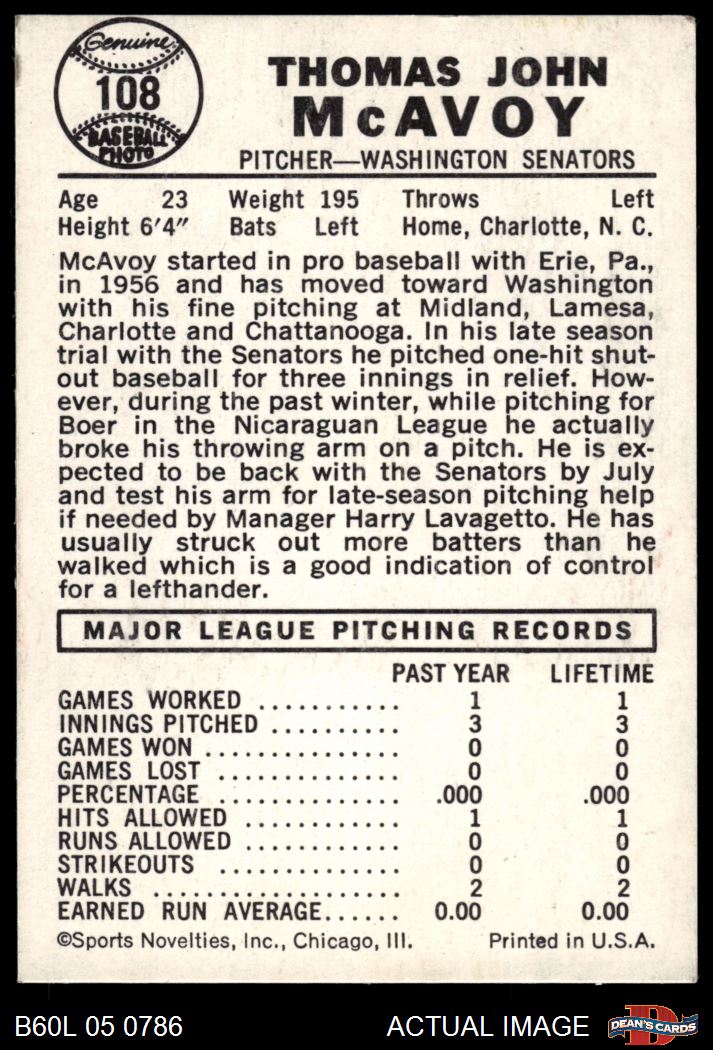 Genuine
108
BASEBALL
PHOTO
THOMAS JOHN
McAVOY
PITCHER—WASHINGTON SENATORS
Age 23 Weight 195 Throws Left
Height 6′4″ Bats Left Home, Charlotte, N. C.
McAvoy started in pro baseball with Erie, Pa.,
in 1956 and has moved toward Washington
with his fine pitching at Midland, Lamesa,
Charlotte and Chattanooga. In his late season
trial with the Senators he pitched one-hit shut-
out baseball for three innings in relief. How-
ever, during the past winter, while pitching for
Boer in the Nicaraguan League he actually
broke his throwing arm on a pitch. He is ex-
pected to be back with the Senators by July
and test his arm for late-season pitching help
if needed by Manager Harry Lavagetto. He has
usually struck out more batters than he
walked which is a good indication of control
for a lefthander.
MAJOR LEAGUE PITCHING RECORDS
PAST YEAR LIFETIME
GAMES WORKED ........... 1 1
INNINGS PITCHED .......... 3 3
GAMES WON ............... 0 0
GAMES LOST .............. 0 0
PERCENTAGE .............. .000 .000
HITS ALLOWED ............ 1 1
RUNS ALLOWED ............ 0 0
STRIKEOUTS .............. 0 0
WALKS ................... 2 2
EARNED RUN AVERAGE...... 0.00 0.00
©Sports Novelties, Inc., Chicago, Ill. Printed in U.S.A.
B60L 05 0786 ACTUAL IMAGE D DEAN'S CARDS